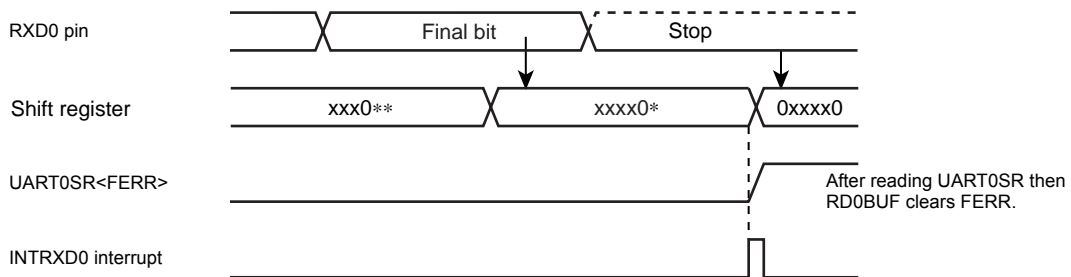 RXD0 pin
Final bit
Stop
Shift register
xxx0**
xxxx0*
0xxxx0
UART0SR<FERR>
After reading UART0SR then
RD0BUF clears FERR.
INTRXD0 interrupt